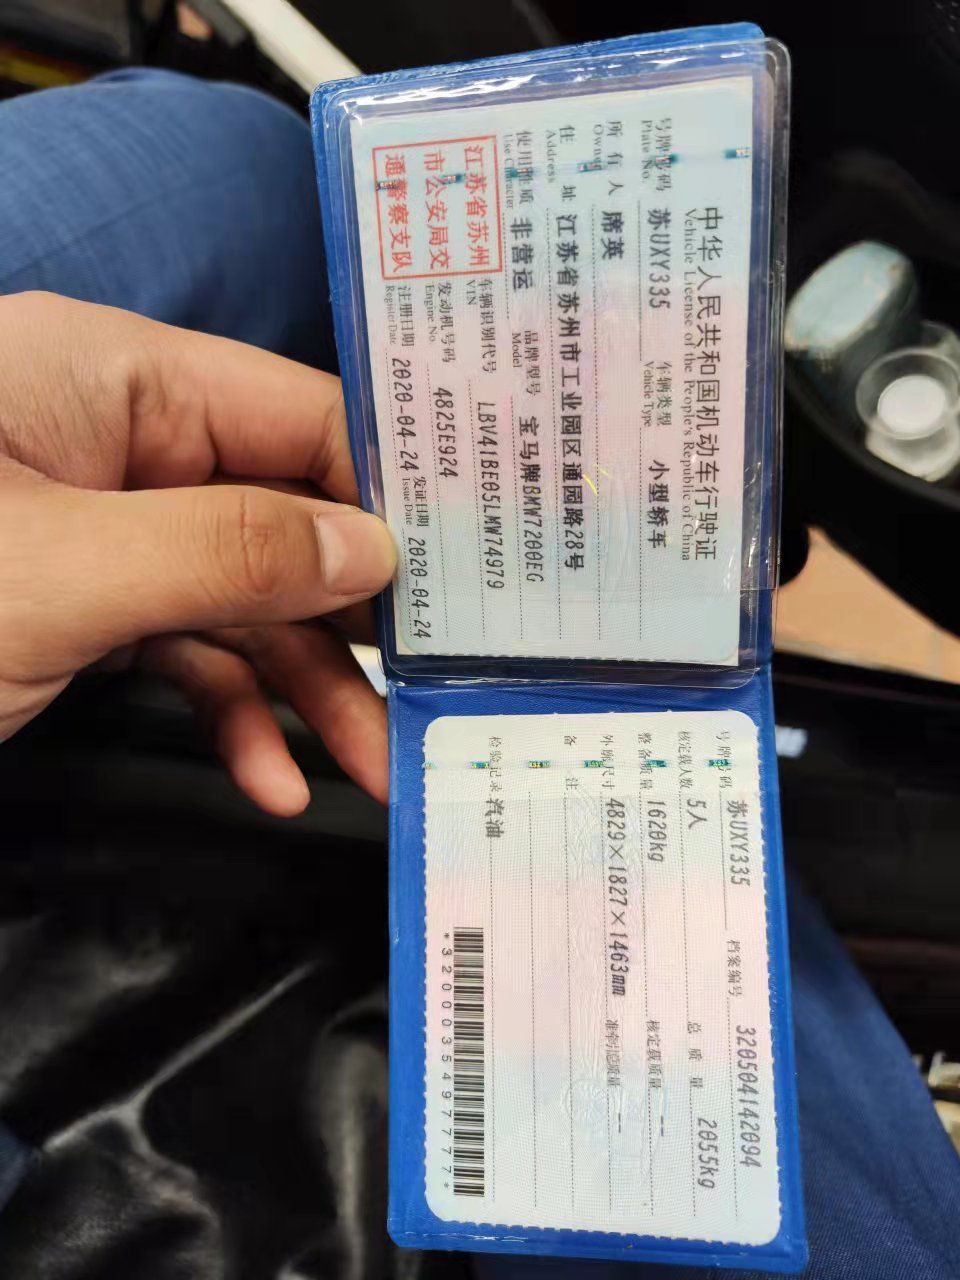 中华人民共和国机动车行驶证
Vehicle License of the People's Republic of China
号牌号码 苏UXY335 车辆类型 小型轿车
Plate No. Vehicle Type
所有人 席英
Owner
住址 江苏省苏州市工业园区通园路28号
Address
使用性质 非营运 品牌型号 宝马牌BMW7200EG
Use Character Model
江苏省苏州
市公安局交
通警察支队
车辆识别代号 LBV41BE05LMW74979
VIN
发动机号码 4825E924
Engine No.
注册日期 2020-04-24 发证日期 2020-04-24
Register Date Issue Date
号牌号码 苏UXY335 档案编号 320504142094
核定载人数 5人 总质量 2055kg
整备质量 1620kg 核定载质量 ---
外廓尺寸 4829×1827×1463mm 准牵引总质量 ---
备注
检验记录 汽油
*3200035497777*